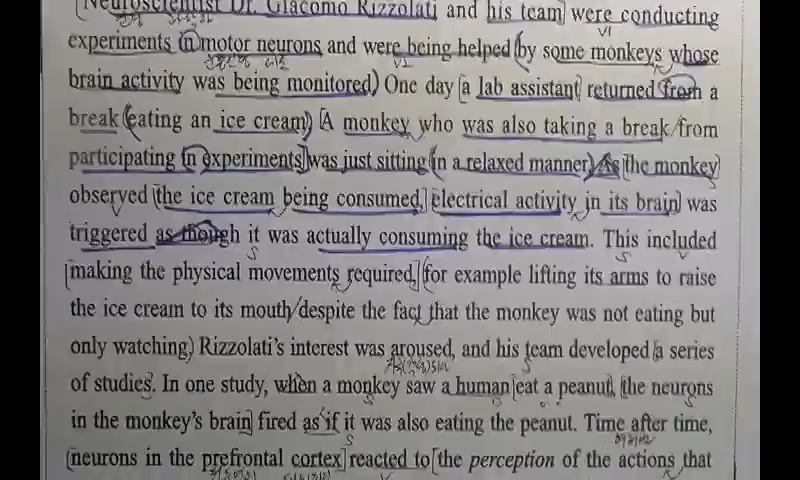 Neuroscientist Dr. Giacomo Rizzolati and his team were conducting
experiments in motor neurons and were being helped by some monkeys whose
brain activity was being monitored. One day a lab assistant returned from a
break eating an ice cream. A monkey who was also taking a break from
participating in experiments was just sitting in a relaxed manner. As the monkey
observed the ice cream being consumed, electrical activity in its brain was
triggered as though it was actually consuming the ice cream. This included
making the physical movements required, for example lifting its arms to raise
the ice cream to its mouth despite the fact that the monkey was not eating but
only watching. Rizzolati's interest was aroused, and his team developed a series
of studies. In one study, when a monkey saw a human eat a peanut, the neurons
in the monkey's brain fired as if it was also eating the peanut. Time after time,
neurons in the prefrontal cortex reacted to the perception of the actions that